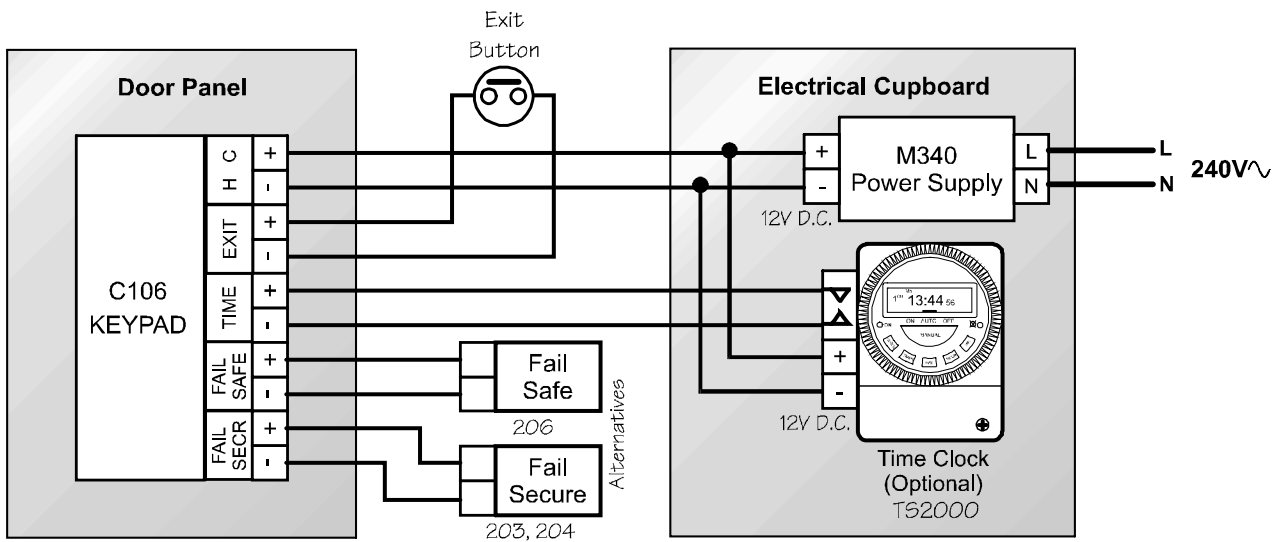 Exit
Button
Door Panel
Electrical Cupboard
C106
KEYPAD
H C
+
-
EXIT
+
-
TIME
+
-
FAIL
SAFE
+
-
FAIL
SECR
+
-
+
-
M340
Power Supply
L
N
L
N
240V
12V D.C.
13:44 56
ON AUTO OFF
MANUAL
+
-
12V D.C.
Time Clock
(Optional)
TS2000
Fail
Safe
206
Fail
Secure
203, 204
Alternatives